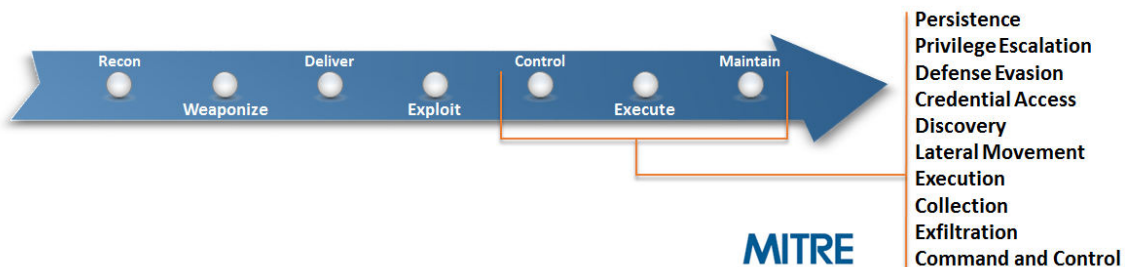 Recon
Weaponize
Deliver
Exploit
Control
Execute
Maintain
Persistence
Privilege Escalation
Defense Evasion
Credential Access
Discovery
Lateral Movement
Execution
Collection
Exfiltration
Command and Control
MITRE